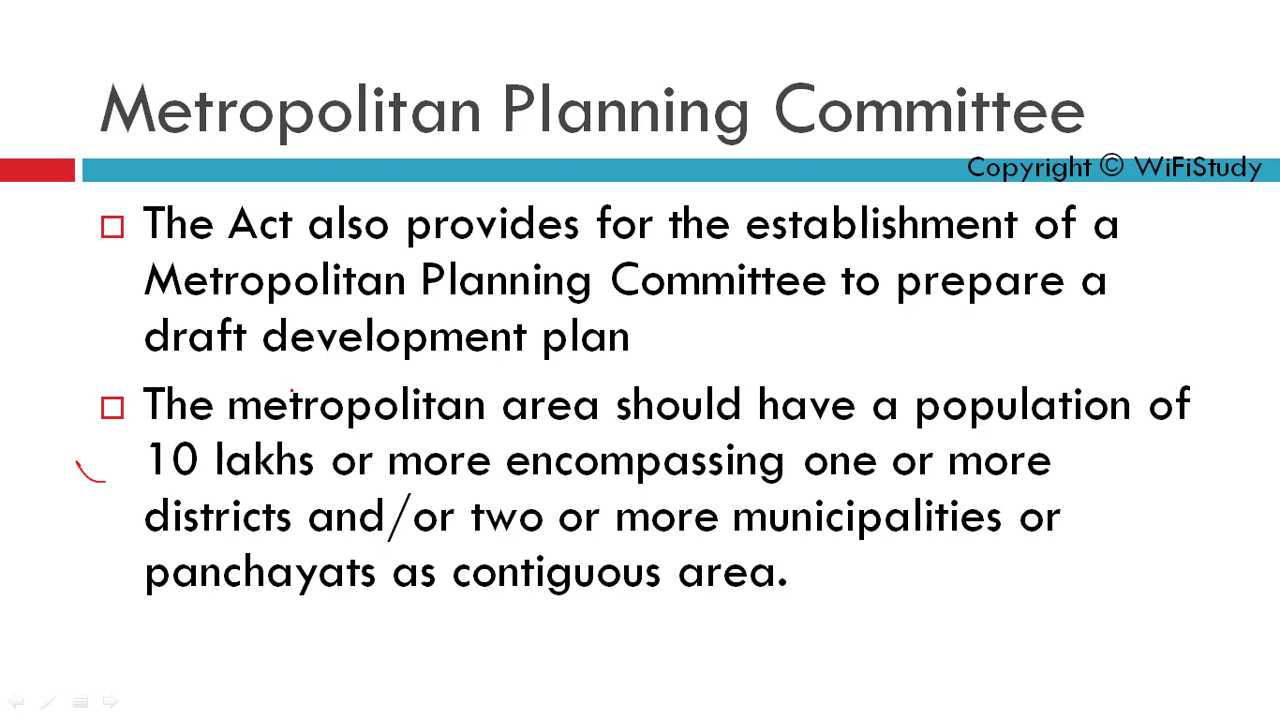 Metropolitan Planning Committee
Copyright © WiFiStudy
The Act also provides for the establishment of a
Metropolitan Planning Committee to prepare a
draft development plan
The metropolitan area should have a population of
10 lakhs or more encompassing one or more
districts and/or two or more municipalities or
panchayats as contiguous area.